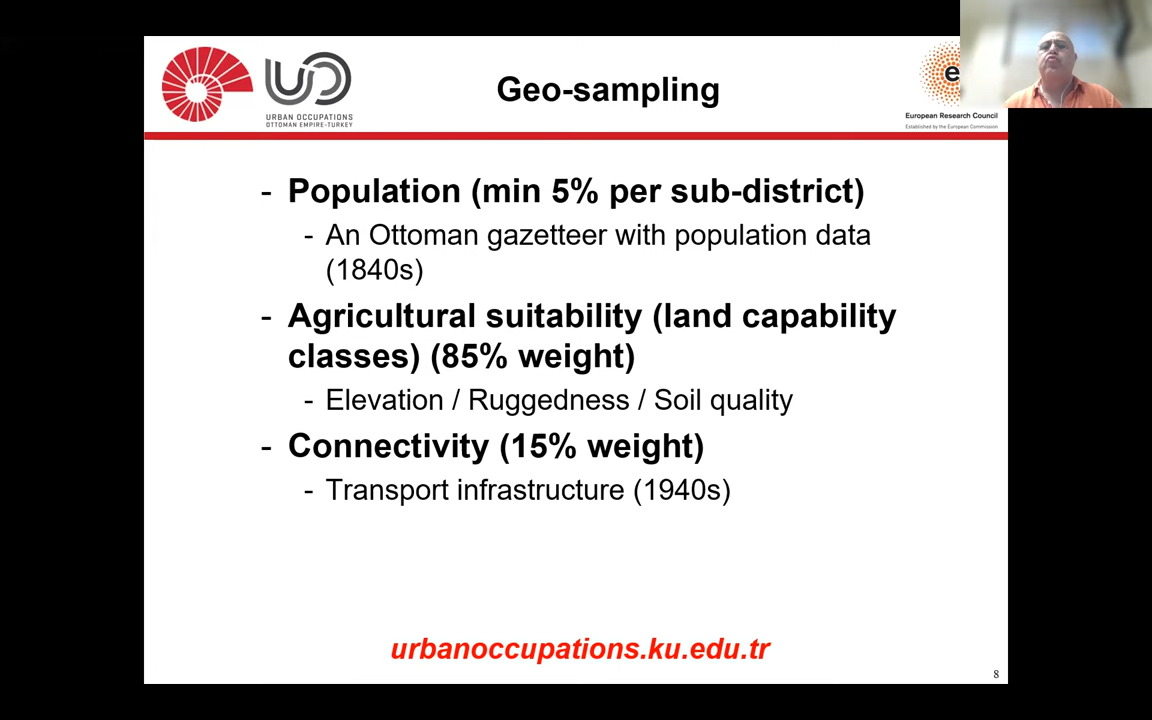 Geo-sampling
URBAN OCCUPATIONS
OTTOMAN EMPIRE-TURKEY
e
European Research Council
Established by the European Commission
- Population (min 5% per sub-district)
- An Ottoman gazetteer with population data
(1840s)
- Agricultural suitability (land capability
classes) (85% weight)
- Elevation / Ruggedness / Soil quality
- Connectivity (15% weight)
- Transport infrastructure (1940s)
urbanoccupations.ku.edu.tr
8